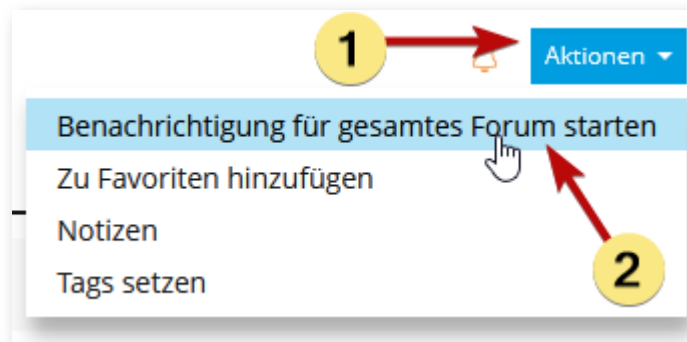 1
Aktionen
Benachrichtigung für gesamtes Forum starten
Zu Favoriten hinzufügen
Notizen
Tags setzen
2